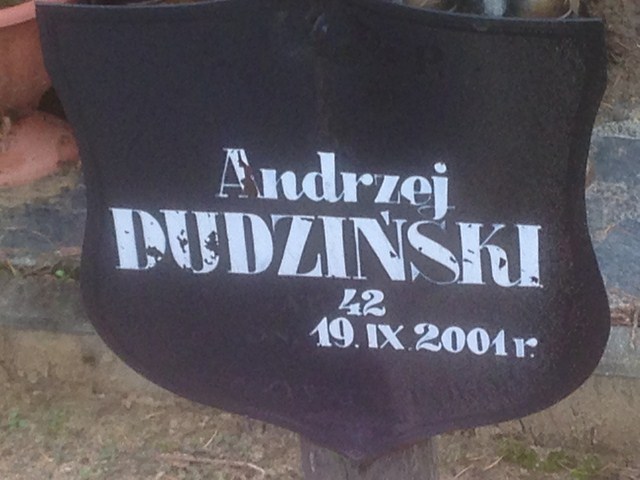 Andrzej
DUDZIŃSKI
42
19. IX. 2001 r.